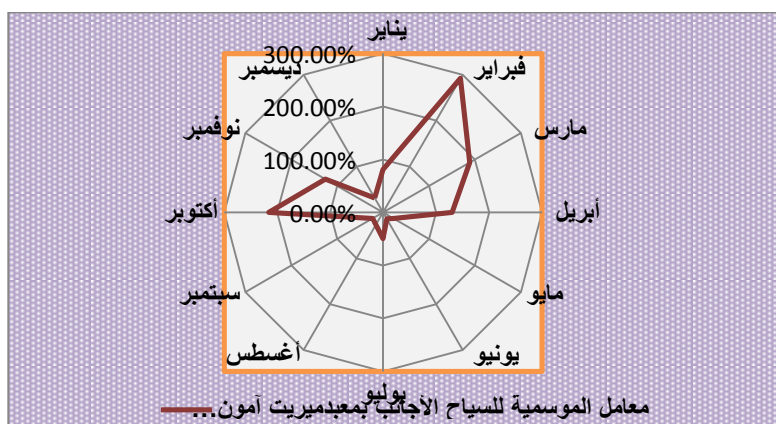 يناير
فبراير
مارس
أبريل
مايو
يونيو
يوليو
أغسطس
سبتمبر
أكتوبر
نوفمبر
ديسمبر
300.00%
200.00%
100.00%
0.00%
معامل الموسمية للسياح الأجانب بمعبدميريت آمون...